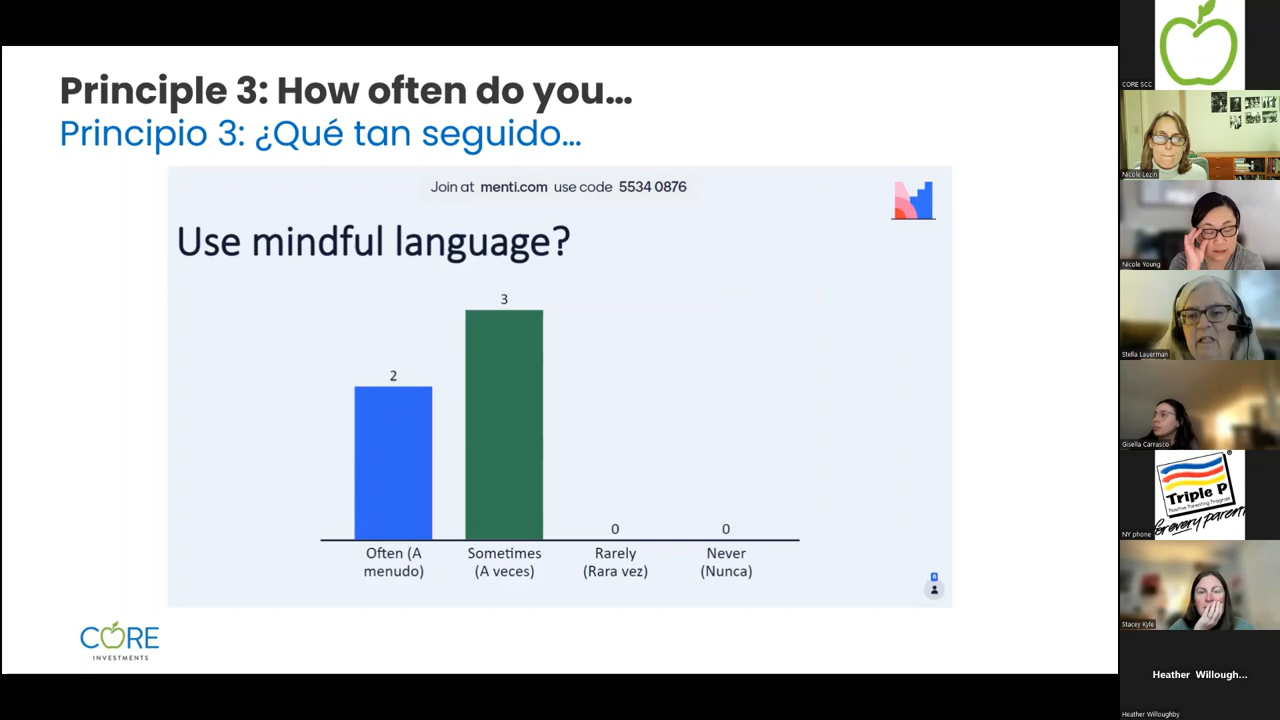 Principle 3: How often do you...
Principio 3: ¿Qué tan seguido...
Join at menti.com use code 5534 0876
Use mindful language?
2
3
0
0
Often (A menudo)
Sometimes (A veces)
Rarely (Rara vez)
Never (Nunca)
6
CORE
INVESTMENTS
CORE SCC
Nicole Lezin
Nicole Young
Stella Lauerman
Gisella Carrasco
Triple P
Positive Parenting Program
for every parent
NY phone
Stacey Kyle
Heather Willough...
Heather Willoughby